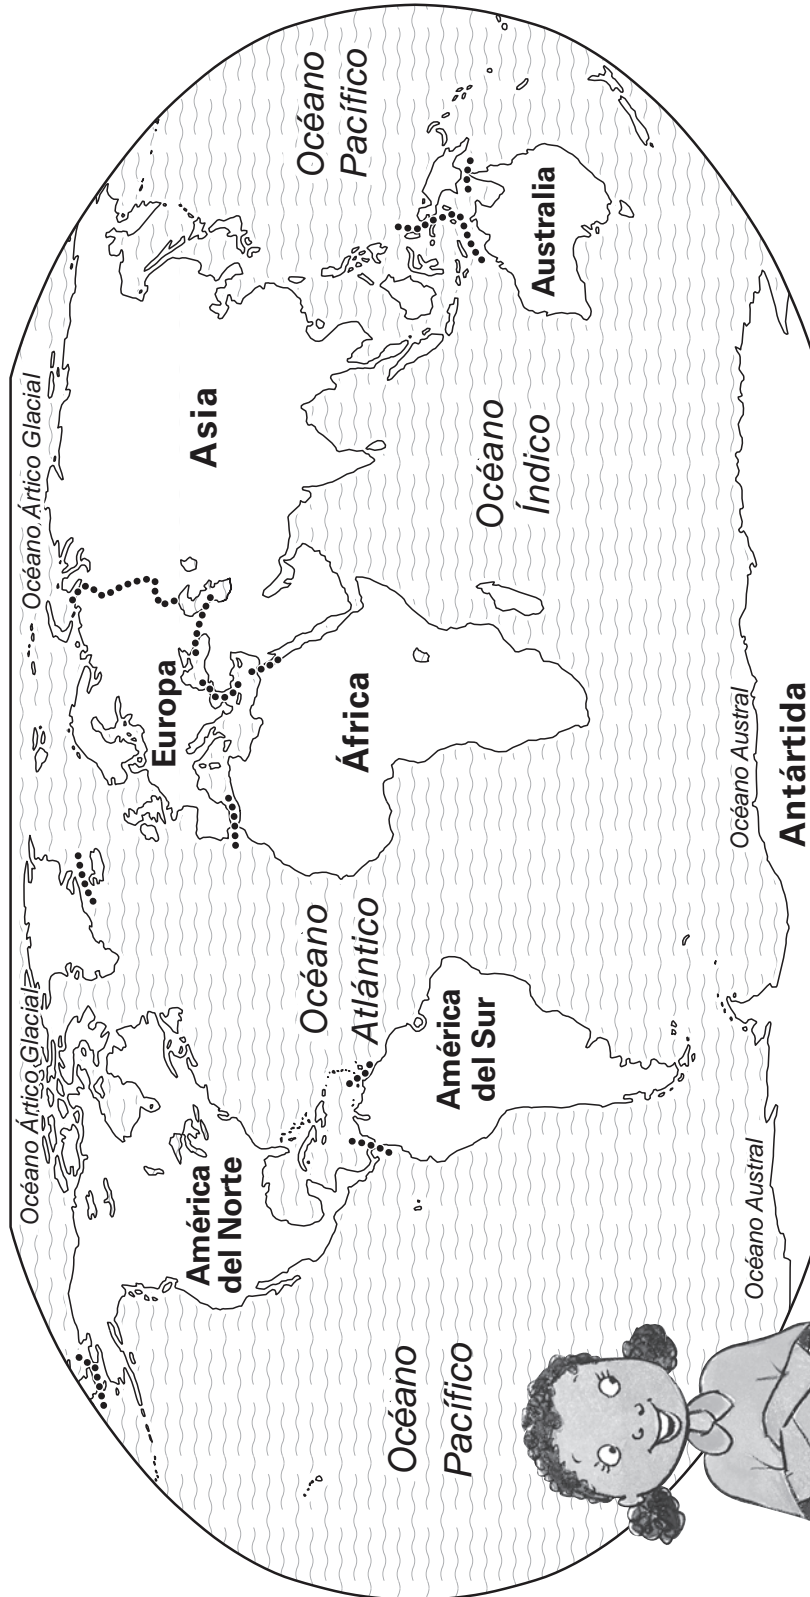 Océano Ártico Glacial
Océano Ártico Glacial
Europa
América
del Norte
Asia
Océano
Atlántico
Océano
Pacífico
África
Océano
Pacífico
América
del Sur
Océano
Índico
Australia
Océano Austral
Océano Austral
Antártida